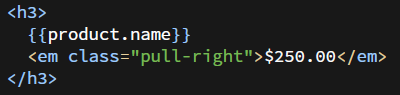 <h3>
  {{product.name}}
  <em class="pull-right">$250.00</em>
</h3>